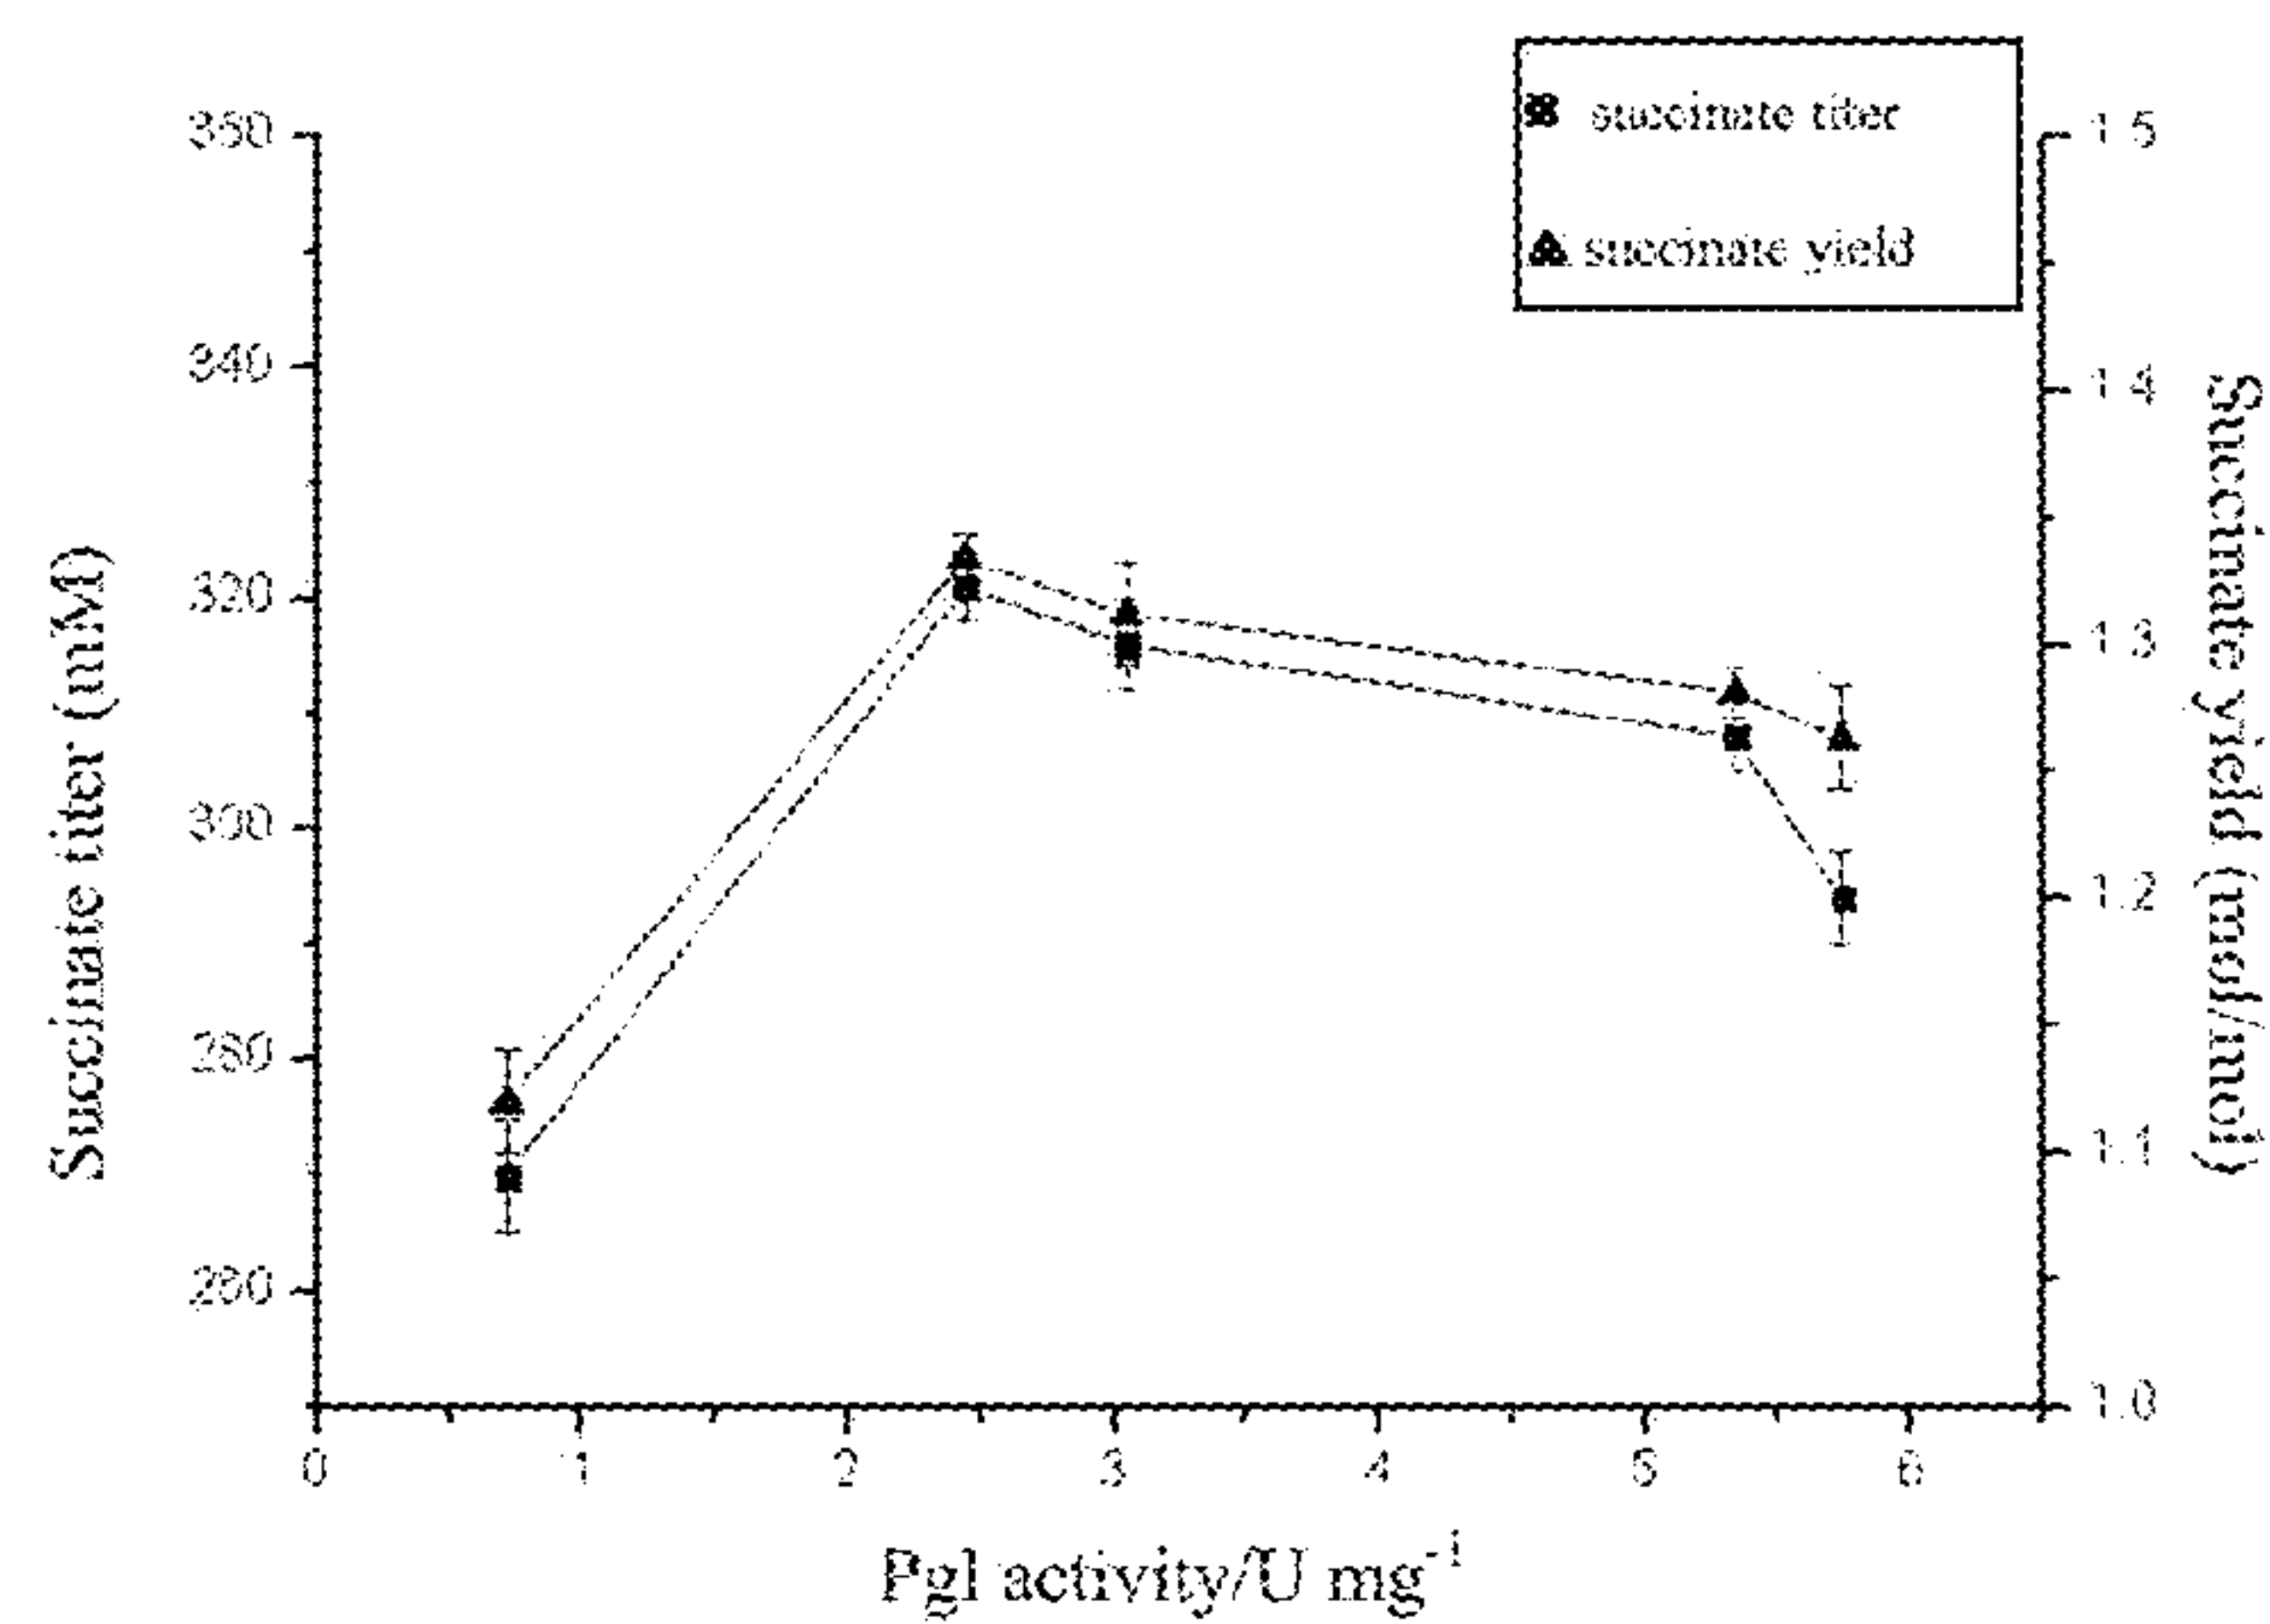 succinate titer
succinate yield
360
340
320
300
280
260
Succinate titer (mM)
1.5
1.4
1.3
1.2
1.1
1.0
Succinate yield (mol/mol)
0 1 2 3 4 5 6
Pgl activity/U mg⁻¹